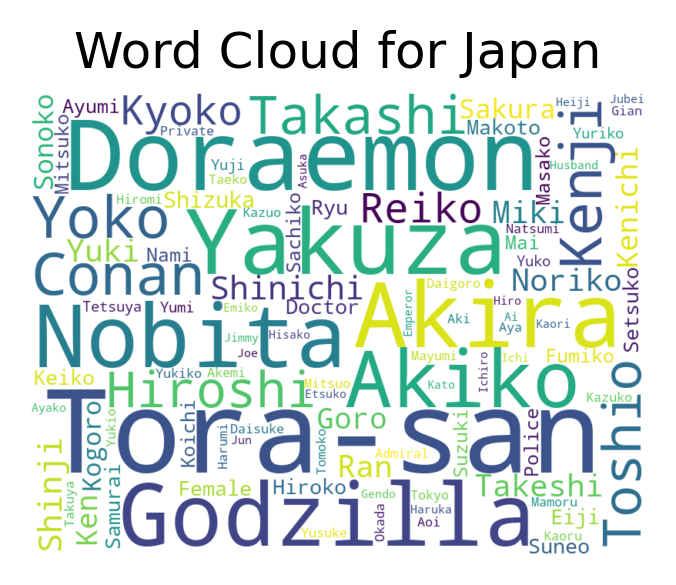 Word Cloud for Japan
Sonoko
Mitsuko
Ayumi
Kyoko
Private
Takashi
Sakura
Makoto
Heiji
Jubei
Gian
Yuriko
Doraemon
Masako
Husband
Kenji
Kenichi
Yuji
Taeko
Asuka
Hiromi
Shizuka
Kazuo
Sachiko
Ryu
Reiko
Miki
Natsumi
Mai
Yoko
Yuki
Nami
Yakuza
Yuko
Conan
Shinichi
Doctor
Daigoro
Noriko
Setsuko
Nobita
Tetsuya
Yumi
Emiko
Jimmy
Joe
Hisako
Akira
Emperor
Aki
Hiro
Ai
Aya
Kaori
Keiko
Yukiko
Akemi
Mitsuo
Etsuko
Mayumi
Kato
Ichiro
Ichi
Fumiko
Kazuko
Hiroshi
Akiko
Toshio
Ayako
Kogoro
Yukio
Tora-san
Koichi
Harumi
Daisuke
Jun
Tomoko
Goro
Admiral
Suzuki
Police
Shinji
Takuya
Ken
Samurai
Female
Hiroko
Ran
Gendo
Tokyo
Takeshi
Mamoru
Godzilla
Yusuke
Okada
Haruka
Aoi
Eiji
Kaoru
Suneo